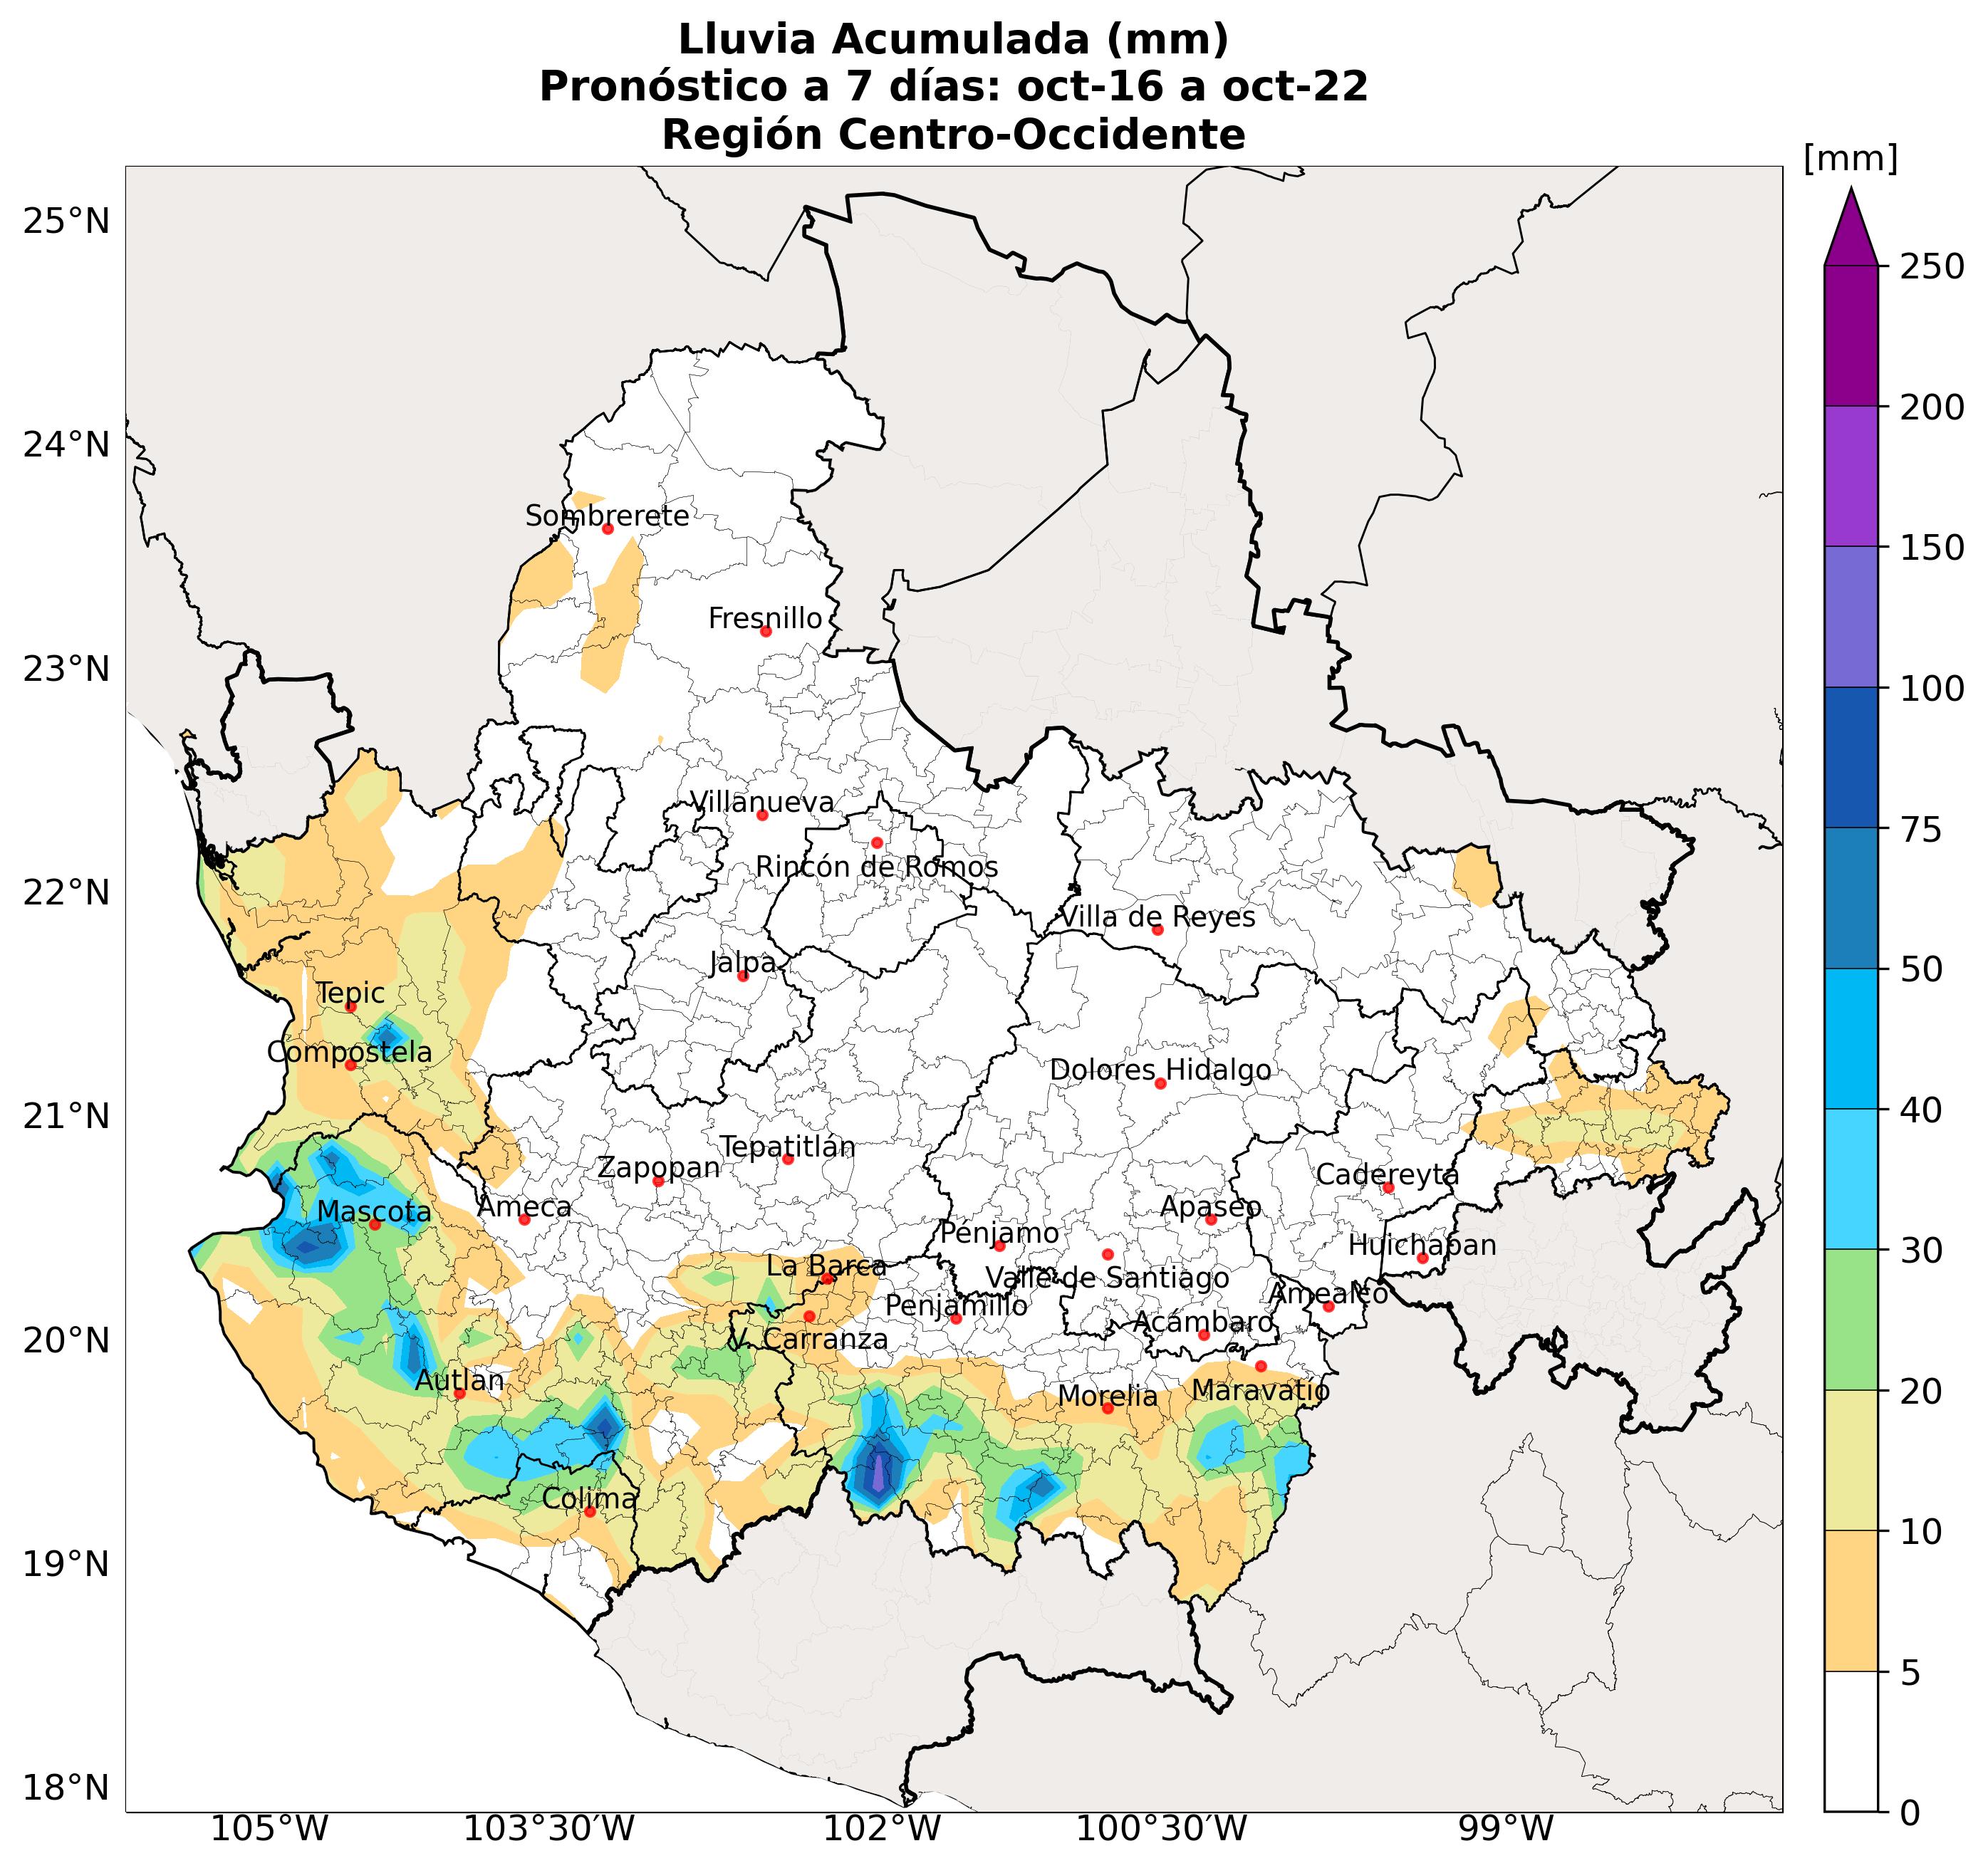 Lluvia Acumulada (mm)
Pronóstico a 7 días: oct-16 a oct-22
Región Centro-Occidente
[mm]
25°N
24°N
23°N
22°N
21°N
20°N
19°N
18°N
105°W
103°30'W
102°W
100°30'W
99°W
250
200
150
100
75
50
40
30
20
10
5
0
Sombrerete
Fresnillo
Villanueva
Rincón de Romos
Villa de Reyes
Jalpa
Tepic
Compostela
Dolores Hidalgo
Tepatitlán
Zapopan
Cadereyta
Mascota
Ameca
Apaseo
Pénjamo
Huichapan
La Barca
Valle de Santiago
Amealco
Penjamillo
Acámbaro
V. Carranza
Autlán
Morelia
Maravatío
Colima